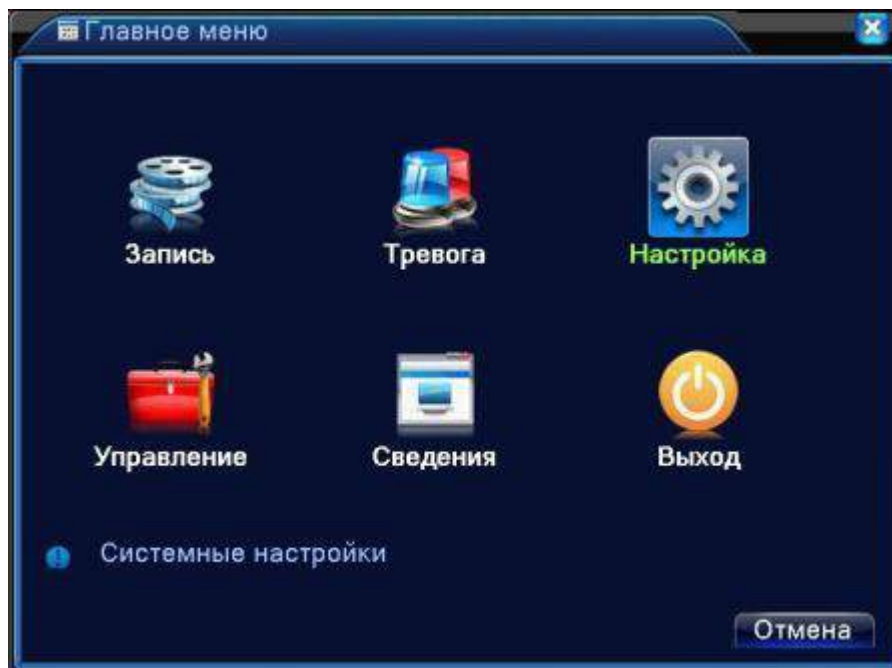 Главное меню
Запись Тревога Настройка
Управление Сведения Выход
Системные настройки
Отмена